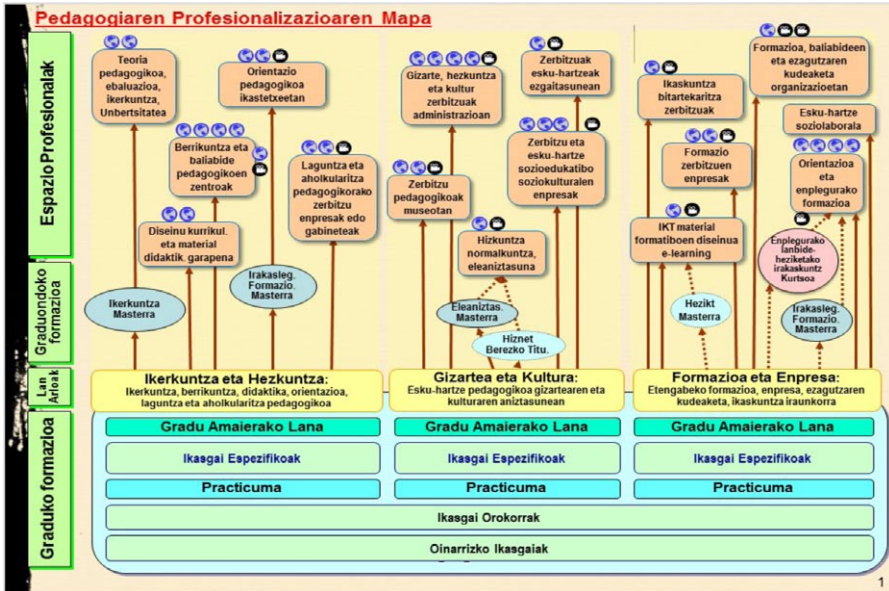 Pedagogiaren Profesionalizazioaren Mapa
Espazio Profesionalak
Teoria
pedagogikoa,
ebaluazioa,
ikerkuntza,
Unbertsitatea
Orientazio
pedagogikoa
ikastetxeetan
Berrikuntza eta
baliabide
pedagogikoen
zentroak
Laguntza eta
aholkularitza
pedagogikorako
zerbitzu
enpresak edo
gabineteak
Diseinu kurrikul.
eta material
didaktik. garapena
Gizarte, hezkuntza
eta kultur
zerbitzuak
administrazioan
Zerbitzuak
esku-hartzeak
ezgaitasunean
Zerbitzu eta
esku-hartze
sozioedukatibo
soziokulturalen
enpresak
Zerbitzu
pedagogikoak
museotan
Hizkuntza
normalkuntza,
eleaniztasuna
Formazioa, baliabideen
eta ezagutzaren
kudeaketa
organizazioetan
Ikaskuntza
bitartekaritza
zerbitzuak
Esku-hartze
soziolaborala
Formazio
zerbitzuen
enpresak
Orientazioa
eta
enplegurako
formazioa
IKT material
formatiboen diseinua
e-learning
Graduondoko
formazioa
Ikerkuntza
Masterra
Irakasleg.
Formazio.
Masterra
Eleaniztas.
Masterra
Hiznet
Berezko Titu.
Hezikt
Masterra
Enplegurako
lanbide-
heziketako
irakaskuntz
Kurtsoa
Irakasleg.
Formazio.
Masterra
Lan
Arloak
Ikerkuntza eta Hezkuntza:
Ikerkuntza, berrikuntza, didaktika, orientazioa,
laguntza eta aholkularitza pedagogikoa
Gizartea eta Kultura:
Esku-hartze pedagogikoa gizartearen eta
kulturaren aniztasunean
Formazioa eta Enpresa:
Etengabeko formazioa, enpresa, ezagutzaren
kudeaketa, ikaskuntza iraunkorra
Graduko formazioa
Gradu Amaierako Lana
Gradu Amaierako Lana
Gradu Amaierako Lana
Ikasgai Espezifikoak
Ikasgai Espezifikoak
Ikasgai Espezifikoak
Practicuma
Practicuma
Practicuma
Ikasgai Orokorrak
Oinarrizko Ikasgaiak
1